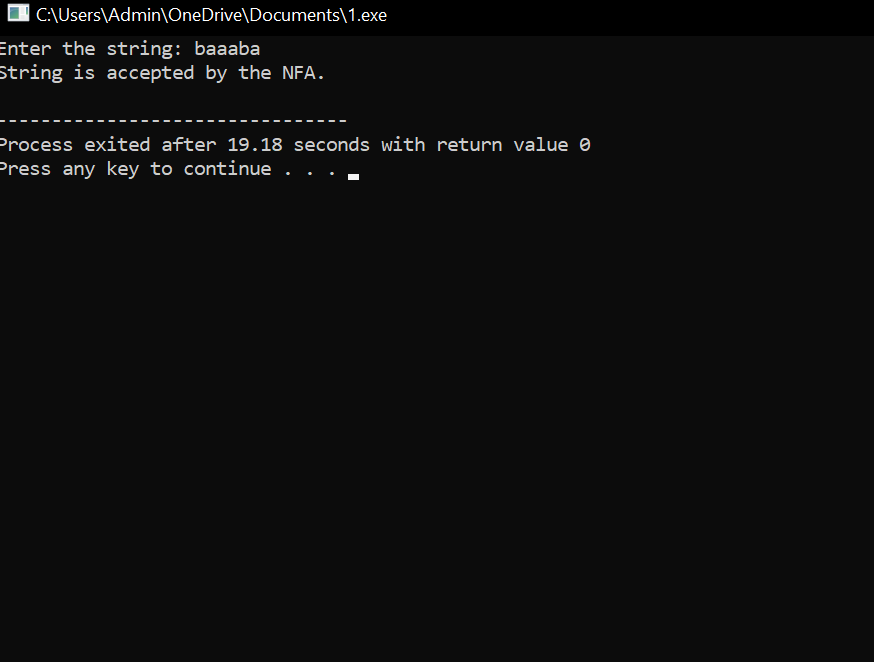 C:\Users\Admin\OneDrive\Documents\1.exe
Enter the string: baaaba
String is accepted by the NFA.
--------------------------------
Process exited after 19.18 seconds with return value 0
Press any key to continue . . .